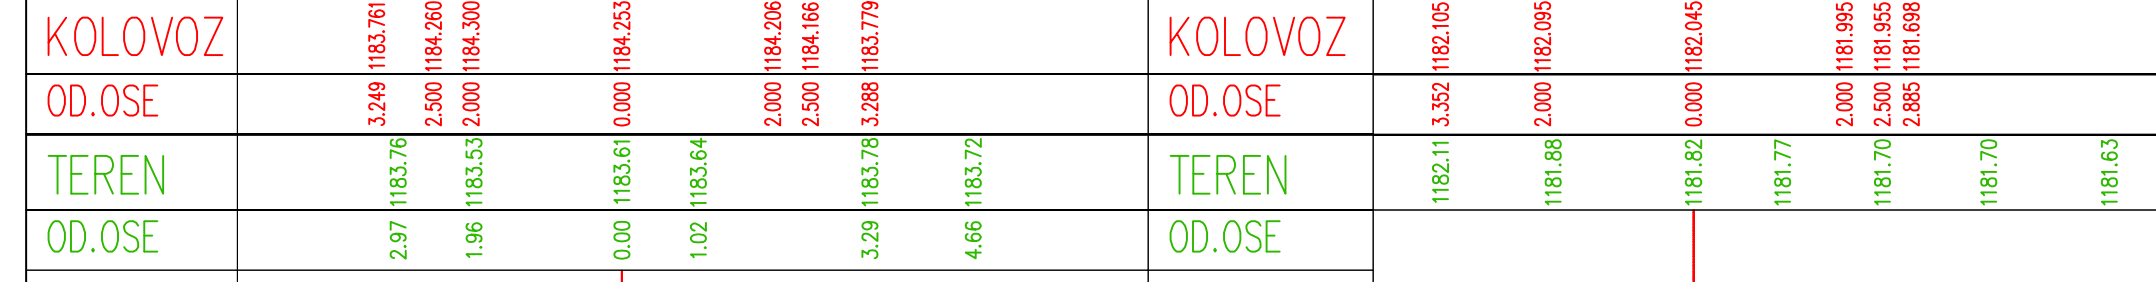 KOLOVOZ 1183.761 1184.260 1184.300 1184.253 1184.206 1184.166 1183.779
OD.OSE 3.249 2.500 2.000 0.000 2.000 2.500 3.288
TEREN 1183.76 1183.53 1183.61 1183.64 1183.78 1183.72
OD.OSE 2.97 1.96 0.00 1.02 3.29 4.66
KOLOVOZ 1182.105 1182.095 1182.045 1181.995 1181.955 1181.698
OD.OSE 3.352 2.000 0.000 2.000 2.500 2.885
TEREN 1182.11 1181.88 1181.82 1181.77 1181.70 1181.70 1181.63
OD.OSE